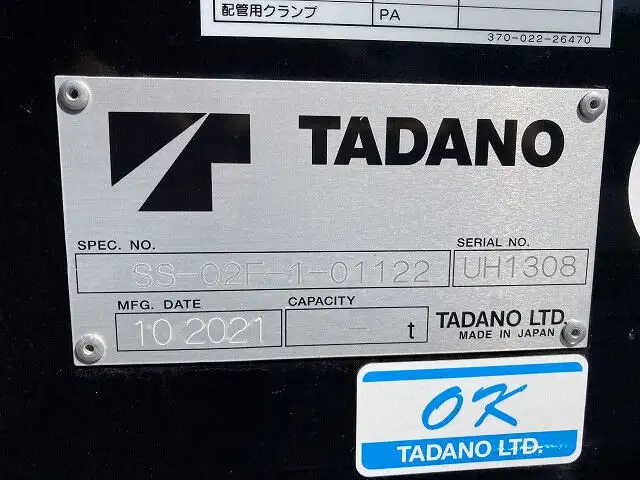 配管用クランプ PA
370-022-26470
TADANO
SPEC. NO. SERIAL NO.
SS-02F-1-01122 UH1308
MFG. DATE CAPACITY
10 2021 - t
TADANO LTD.
MADE IN JAPAN
OK
TADANO LTD.